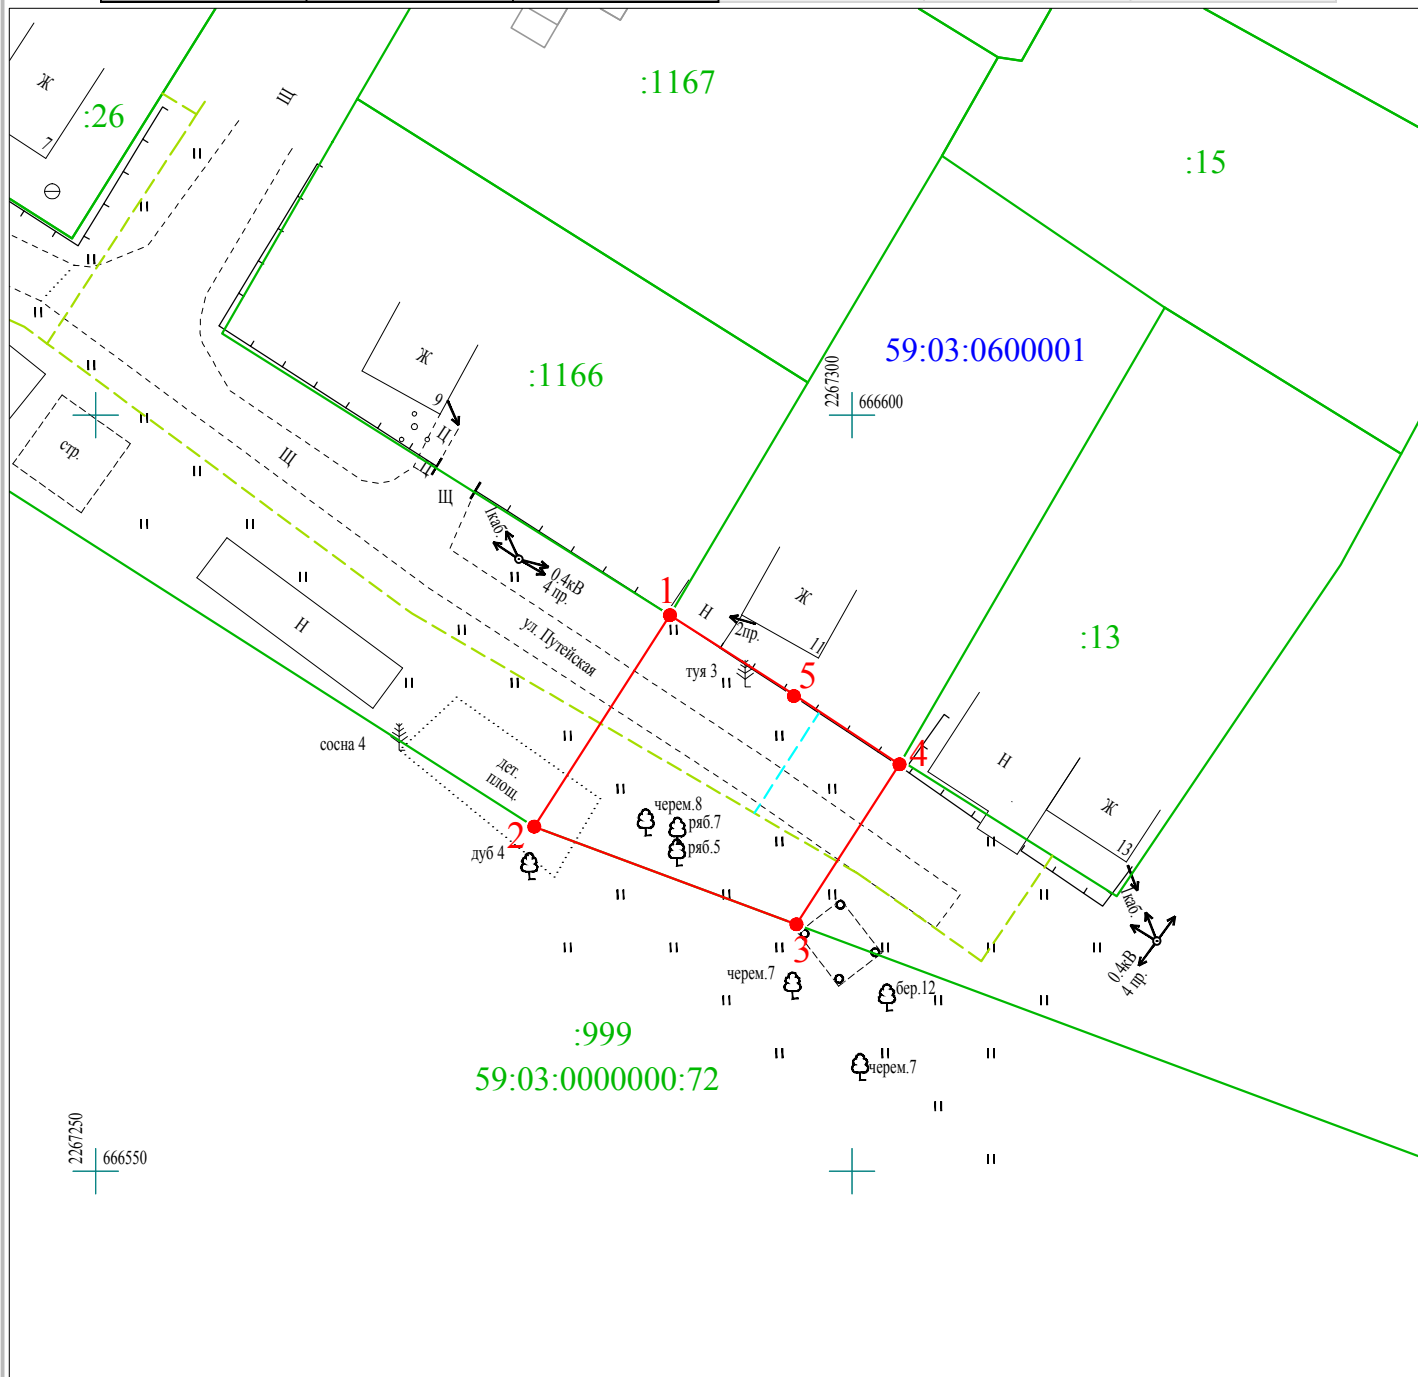 :1167
Ж
Щ
:26
7
:15
59:03:0600001
2267300
666600
Ж
:1166
9
Ц
Ц
стр.
Щ
Щ
1каб.
0.4кВ
4 пр.
1
Н
Ж
2пр.
11
Н
ул. Путейская
:13
туя 3
5
сосна 4
4
Н
дет.
площ.
Ж
черем.8
ряб.7
2
ряб.5
дуб 4
13
1каб.
3
черем.7
бер.12
0.4кВ
4 пр.
:999
черем.7
59:03:0000000:72
2267250
666550